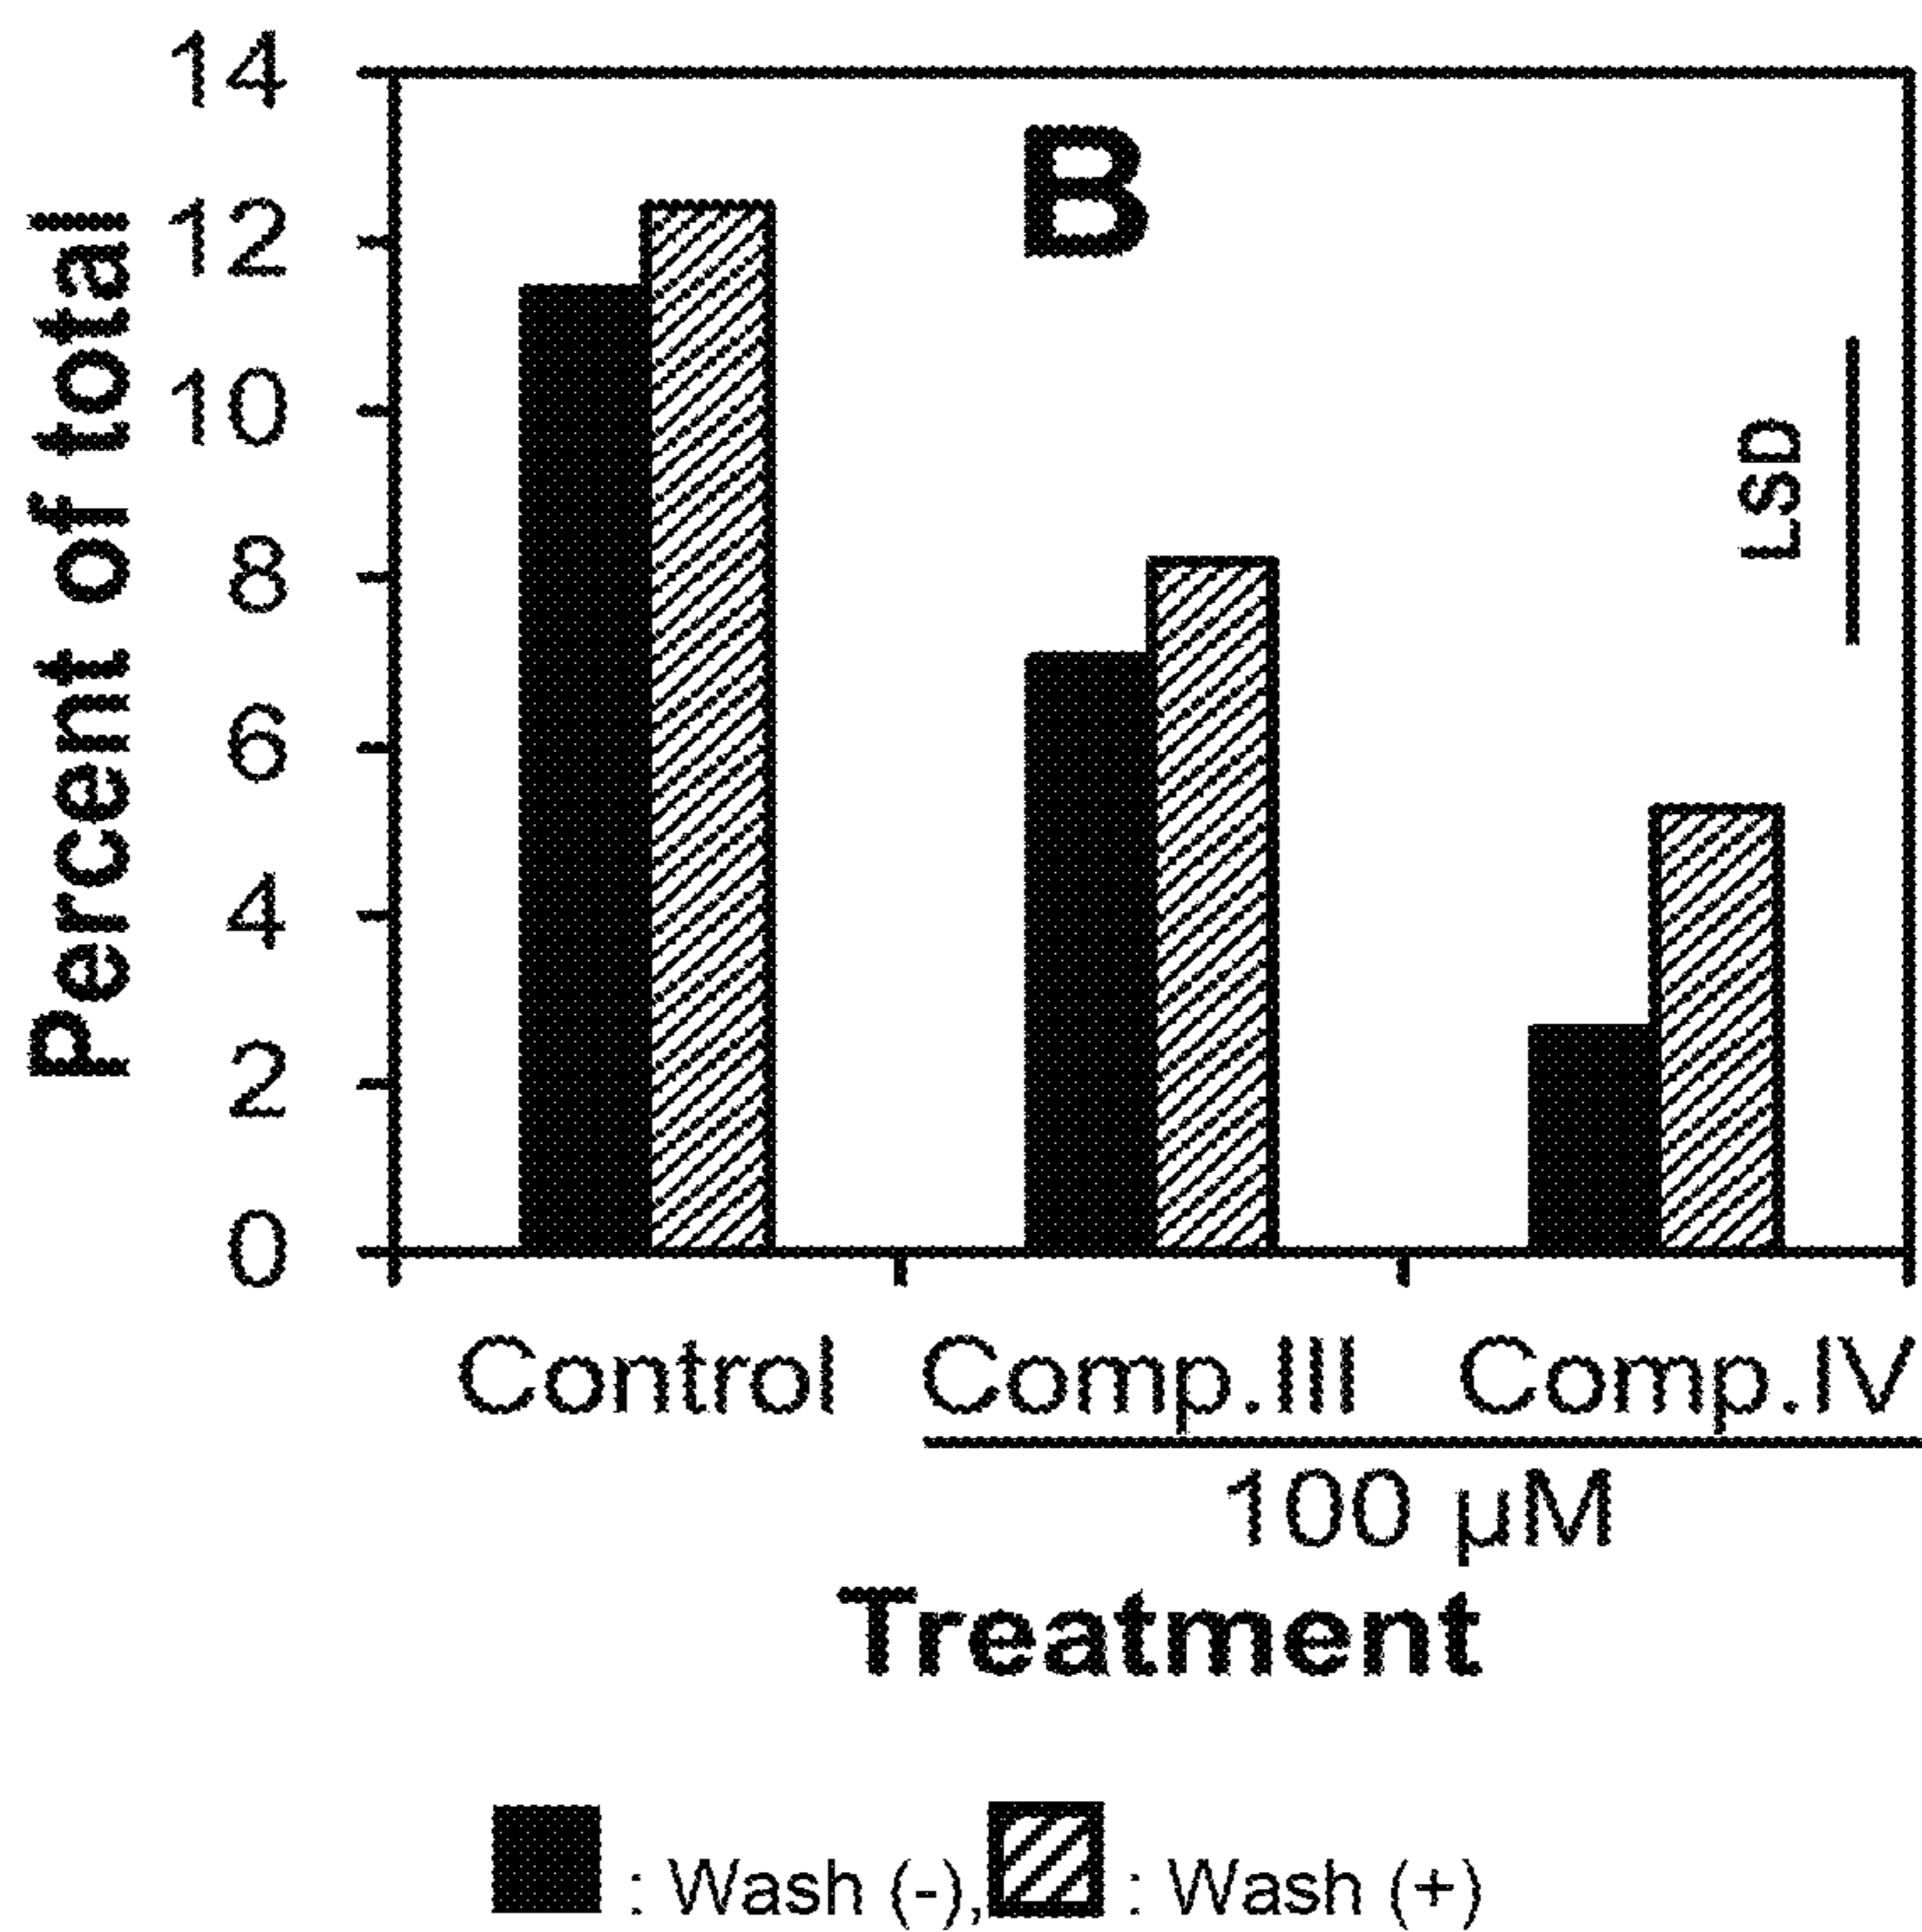 Percent of total
14
12
10
8
6
4
2
0
B
LSD
Control Comp.III Comp.IV
100 µM
Treatment
: Wash (-), : Wash (+)